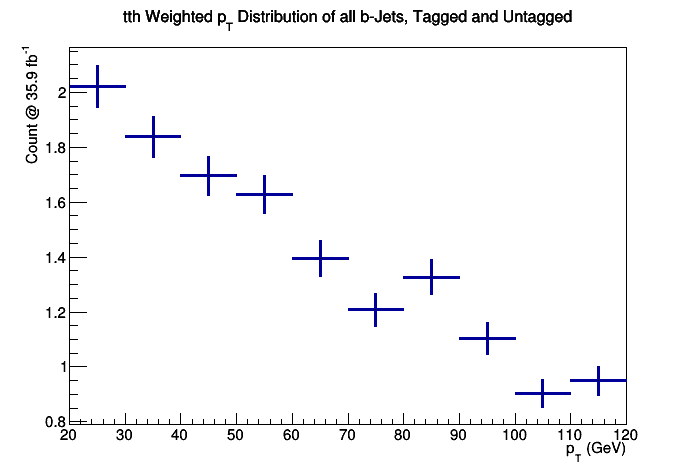 tth Weighted pT Distribution of all b-Jets, Tagged and Untagged
Count @ 35.9 fb-1
2
1.8
1.6
1.4
1.2
1
0.8
20 30 40 50 60 70 80 90 100 110 120
pT (GeV)